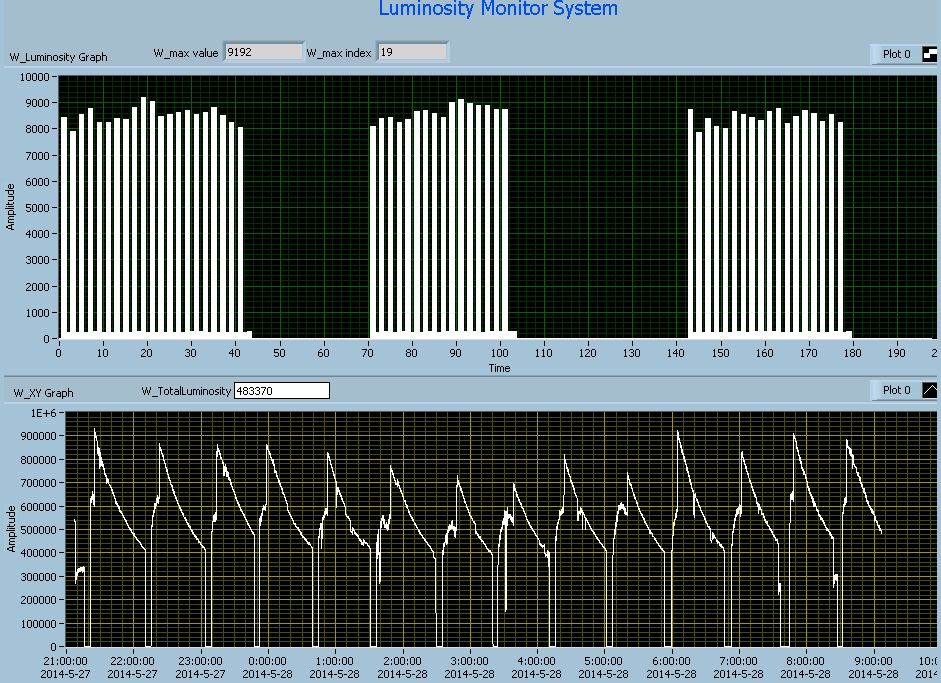 Luminosity Monitor System
W_Luminosity Graph W_max value 9192 W_max index 19 Plot 0
10000
9000
8000
7000
6000
5000
4000
3000
2000
1000
0
Amplitude
0 10 20 30 40 50 60 70 80 90 100 110 120 130 140 150 160 170 180 190 2
Time
W_XY Graph W_TotalLuminosity 483370 Plot 0
1E+6
900000
800000
700000
600000
500000
400000
300000
200000
100000
0
Amplitude
21:00:00 22:00:00 23:00:00 0:00:00 1:00:00 2:00:00 3:00:00 4:00:00 5:00:00 6:00:00 7:00:00 8:00:00 9:00:00 10:0
2014-5-27 2014-5-27 2014-5-27 2014-5-28 2014-5-28 2014-5-28 2014-5-28 2014-5-28 2014-5-28 2014-5-28 2014-5-28 2014-5-28 2014-5-28 2014-